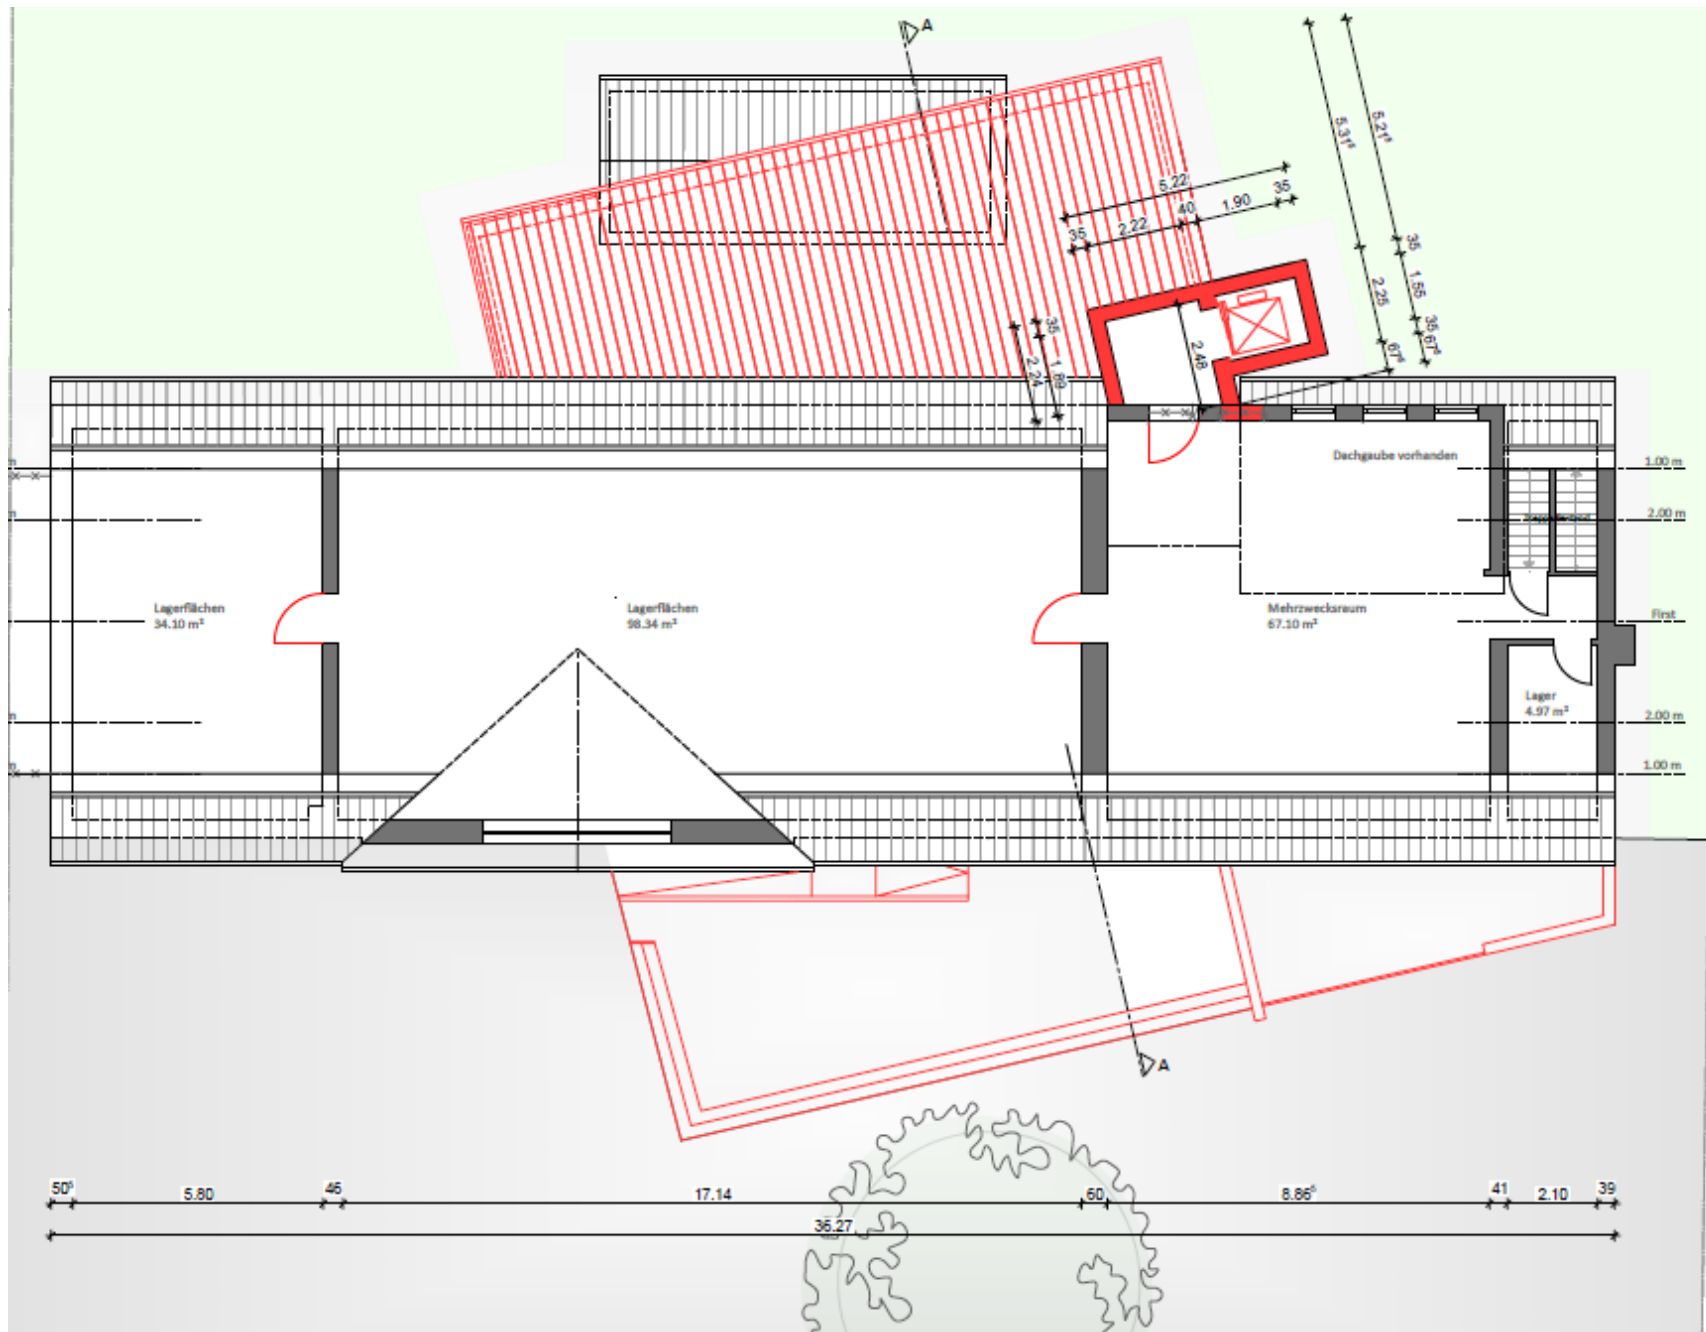 A
5.31⁵
5.21⁵
5.22
35
2.22
40
1.90
35
35
1.55
2.25
35
67⁵
67⁵
35
1.89
2.24
2.48
Dachgaube vorhanden
m
1.00 m
m
2.00 m
Lagerflächen
34.10 m²
Lagerflächen
98.34 m²
Mehrzwecksraum
67.10 m²
First
Lager
4.97 m²
m
2.00 m
m
1.00 m
A
50⁵
5.80
46
17.14
60
8.86⁵
41
2.10
39
36.27